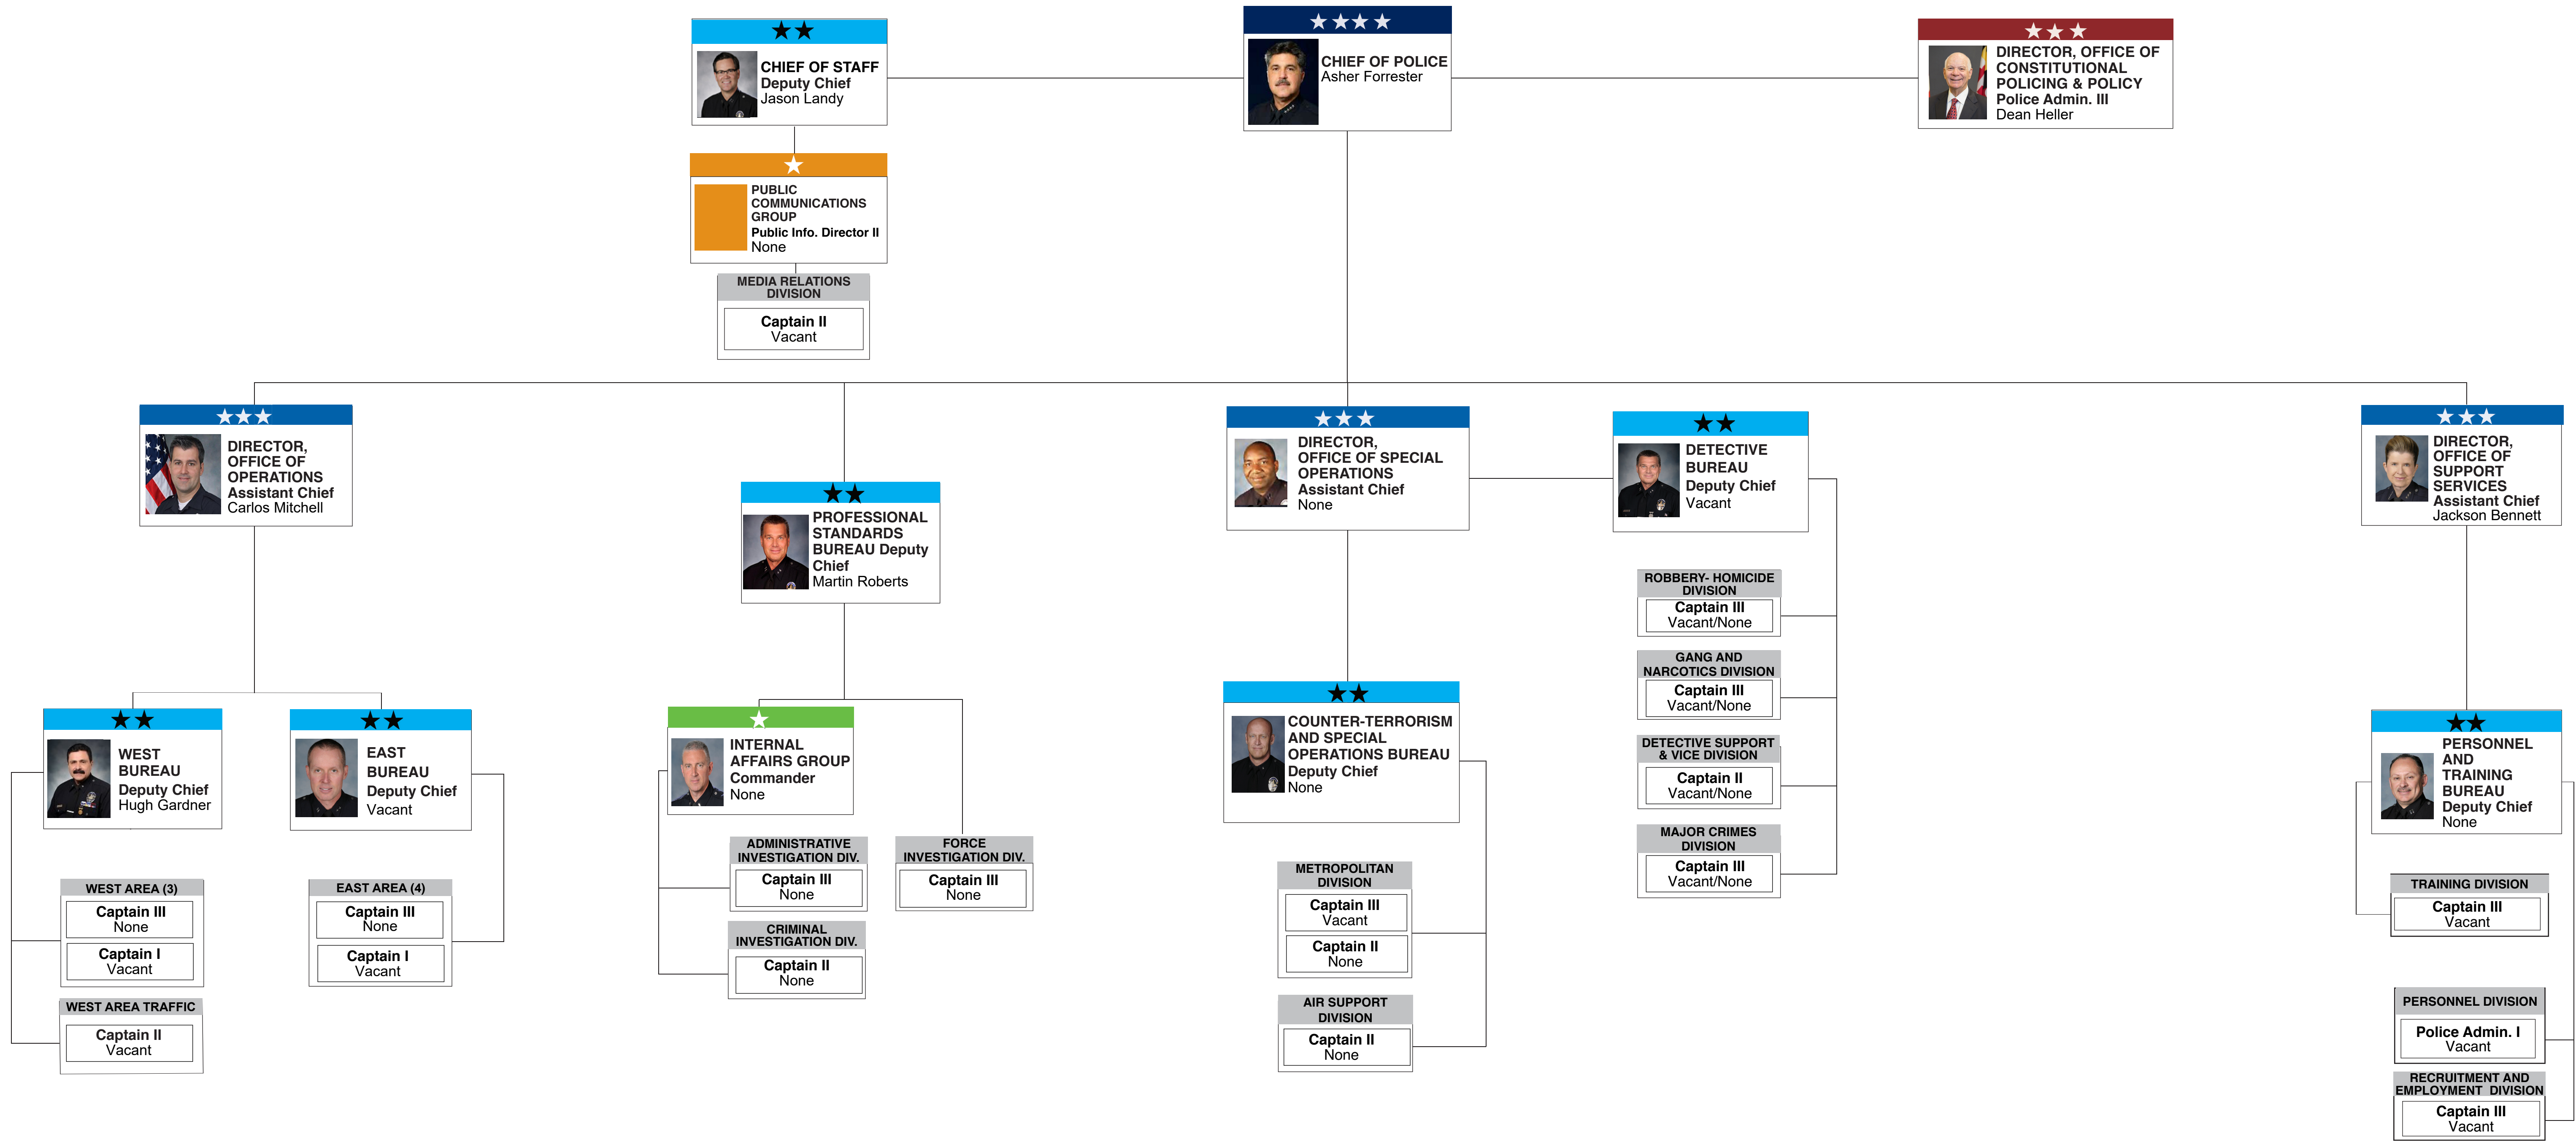 CHIEF OF STAFF
Deputy Chief
Jason Landy
CHIEF OF POLICE
Asher Forrester
DIRECTOR, OFFICE OF
CONSTITUTIONAL
POLICING & POLICY
Police Admin. III
Dean Heller
PUBLIC
COMMUNICATIONS
GROUP
Public Info. Director II
None
MEDIA RELATIONS
DIVISION
Captain II
Vacant
DIRECTOR,
OFFICE OF
OPERATIONS
Assistant Chief
Carlos Mitchell
PROFESSIONAL
STANDARDS
BUREAU Deputy
Chief
Martin Roberts
DIRECTOR,
OFFICE OF SPECIAL
OPERATIONS
Assistant Chief
None
DETECTIVE
BUREAU
Deputy Chief
Vacant
DIRECTOR,
OFFICE OF
SUPPORT
SERVICES
Assistant Chief
Jackson Bennett
ROBBERY- HOMICIDE
DIVISION
Captain III
Vacant/None
GANG AND
NARCOTICS DIVISION
Captain III
Vacant/None
DETECTIVE SUPPORT
& VICE DIVISION
Captain II
Vacant/None
MAJOR CRIMES
DIVISION
Captain III
Vacant/None
WEST
BUREAU
Deputy Chief
Hugh Gardner
EAST
BUREAU
Deputy Chief
Vacant
INTERNAL
AFFAIRS GROUP
Commander
None
COUNTER-TERRORISM
AND SPECIAL
OPERATIONS BUREAU
Deputy Chief
None
PERSONNEL
AND
TRAINING
BUREAU
Deputy Chief
None
WEST AREA (3)
Captain III
None
Captain I
Vacant
WEST AREA TRAFFIC
Captain II
Vacant
EAST AREA (4)
Captain III
None
Captain I
Vacant
ADMINISTRATIVE
INVESTIGATION DIV.
Captain III
None
CRIMINAL
INVESTIGATION DIV.
Captain II
None
FORCE
INVESTIGATION DIV.
Captain III
None
METROPOLITAN
DIVISION
Captain III
Vacant
Captain II
None
AIR SUPPORT
DIVISION
Captain II
None
TRAINING DIVISION
Captain III
Vacant
PERSONNEL DIVISION
Police Admin. I
Vacant
RECRUITMENT AND
EMPLOYMENT DIVISION
Captain III
Vacant